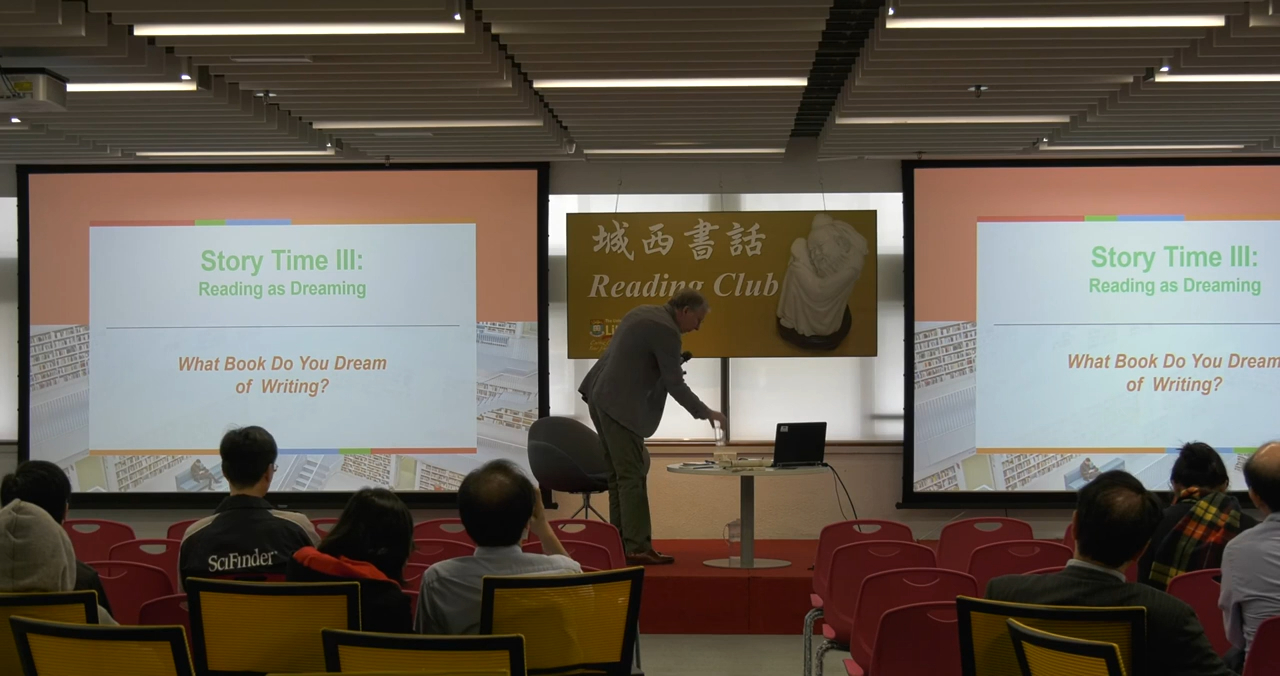 Story Time III:
Reading as Dreaming
What Book Do You Dream
of Writing?
城西書話
Reading Club
SciFinder
Story Time III:
Reading as Dreaming
What Book Do You Dream
of Writing?